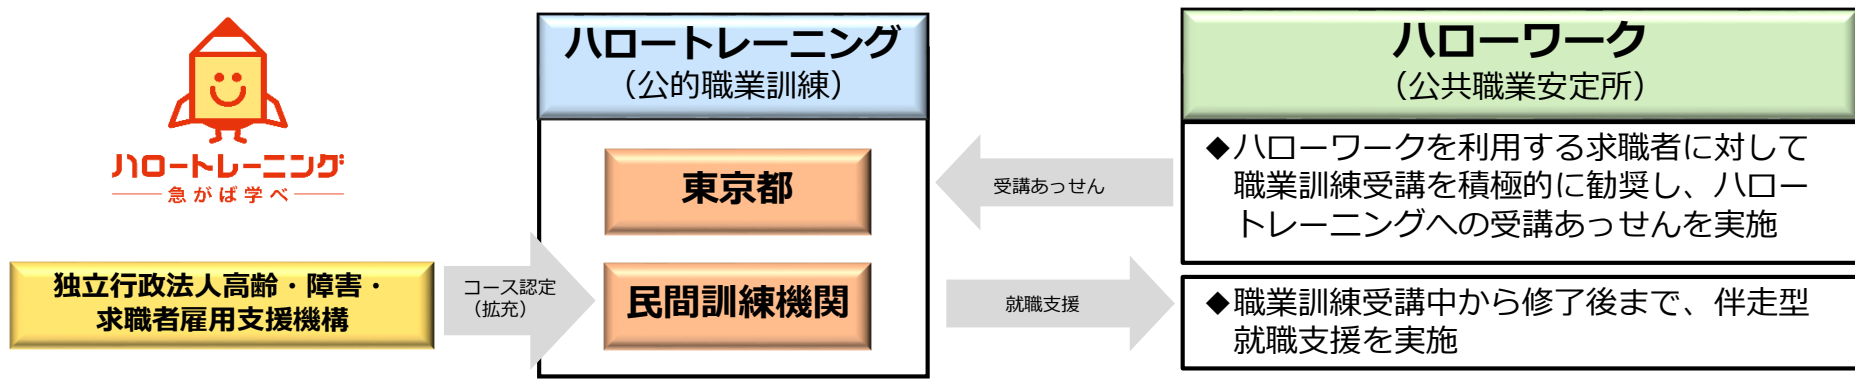 ハロートレーニング
急がば学べ
独立行政法人高齢・障害・
求職者雇用支援機構
コース認定
(拡充)
ハロートレーニング
(公的職業訓練)
東京都
民間訓練機関
受講あっせん
就職支援
ハローワーク
(公共職業安定所)
◆ハローワークを利用する求職者に対して
職業訓練受講を積極的に勧奨し、ハロー
トレーニングへの受講あっせんを実施
◆職業訓練受講中から修了後まで、伴走型
就職支援を実施